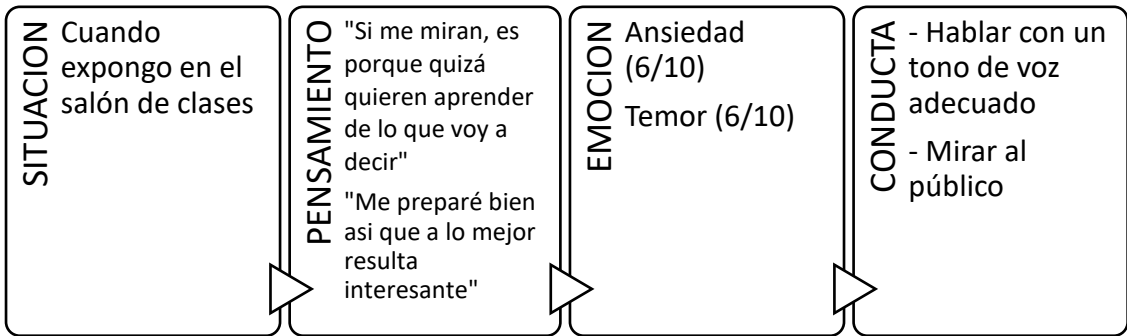 SITUACION
Cuando
expongo en el
salón de clases
PENSAMIENTO
"Si me miran, es
porque quizá
quieren aprender
de lo que voy a
decir"
"Me preparé bien
asi que a lo mejor
resulta
interesante"
EMOCION
Ansiedad
(6/10)
Temor (6/10)
CONDUCTA
- Hablar con un
tono de voz
adecuado
- Mirar al
público